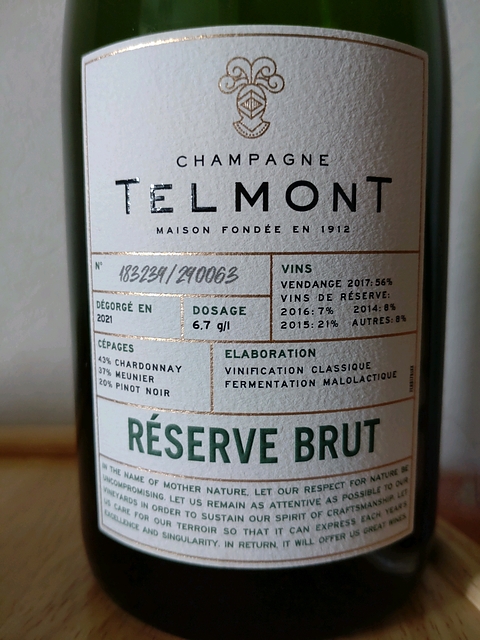 CHAMPAGNE
TELMONT
MAISON FONDÉE EN 1912
N° 183239/290063
DÉGORGÉ EN
2021
DOSAGE
6,7 g/l
VINS
VENDANGE 2017: 56%
VINS DE RÉSERVE:
2016: 7% 2014: 8%
2015: 21% AUTRES: 8%
CÉPAGES
43% CHARDONNAY
37% MEUNIER
20% PINOT NOIR
ELABORATION
VINIFICATION CLASSIQUE
FERMENTATION MALOLACTIQUE
RÉSERVE BRUT
IN THE NAME OF MOTHER NATURE, LET OUR RESPECT FOR NATURE BE
UNCOMPROMISING. LET US REMAIN AS ATTENTIVE AS POSSIBLE TO OUR
VINEYARDS IN ORDER TO SUSTAIN OUR SPIRIT OF CRAFTSMANSHIP. LET
US CARE FOR OUR TERROIR SO THAT IT CAN EXPRESS EACH YEAR'S
EXCELLENCE AND SINGULARITY. IN RETURN, IT WILL OFFER US GREAT WINES.